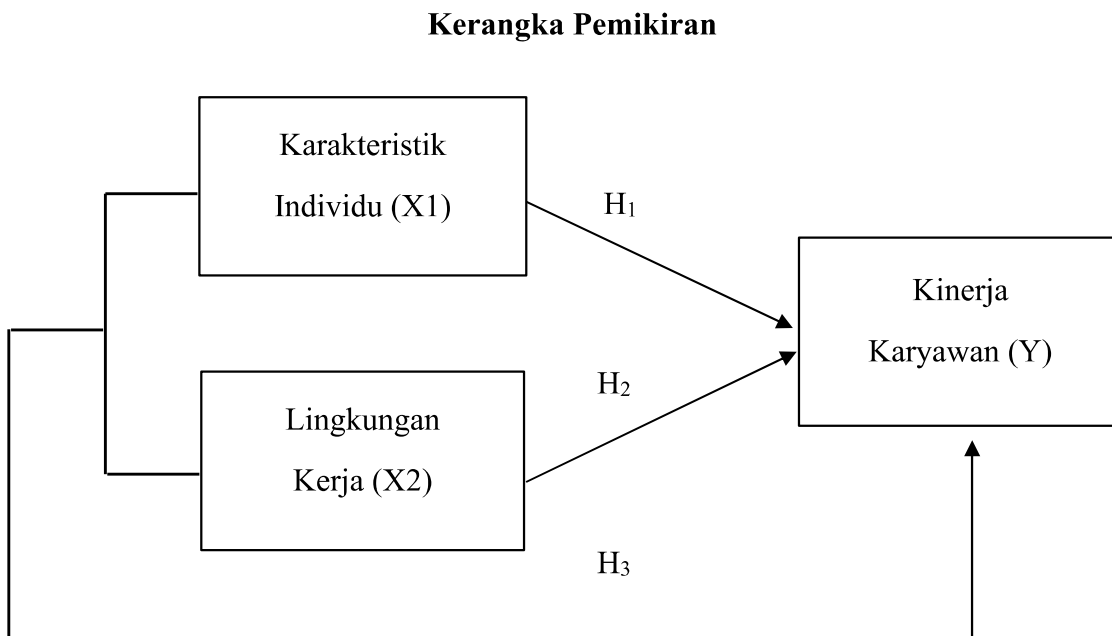 Kerangka Pemikiran
Karakteristik
Individu (X1)
H₁
Kinerja
Karyawan (Y)
H₂
Lingkungan
Kerja (X2)
H₃